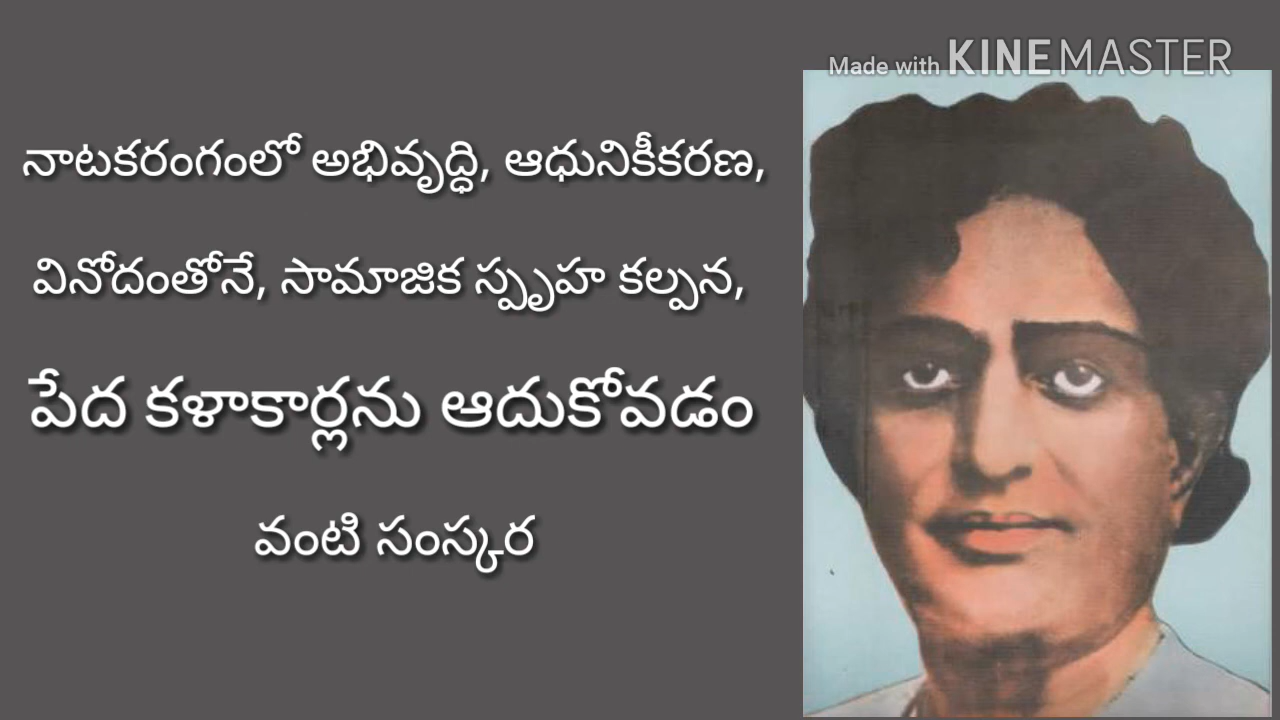 Made with KINEMASTER
నాటకరంగంలో అభివృద్ధి, ఆధునికీకరణ,
వినోదంతోనే, సామాజిక స్పృహ కల్పన,
పేద కళాకార్లను ఆదుకోవడం
వంటి సంస్కర